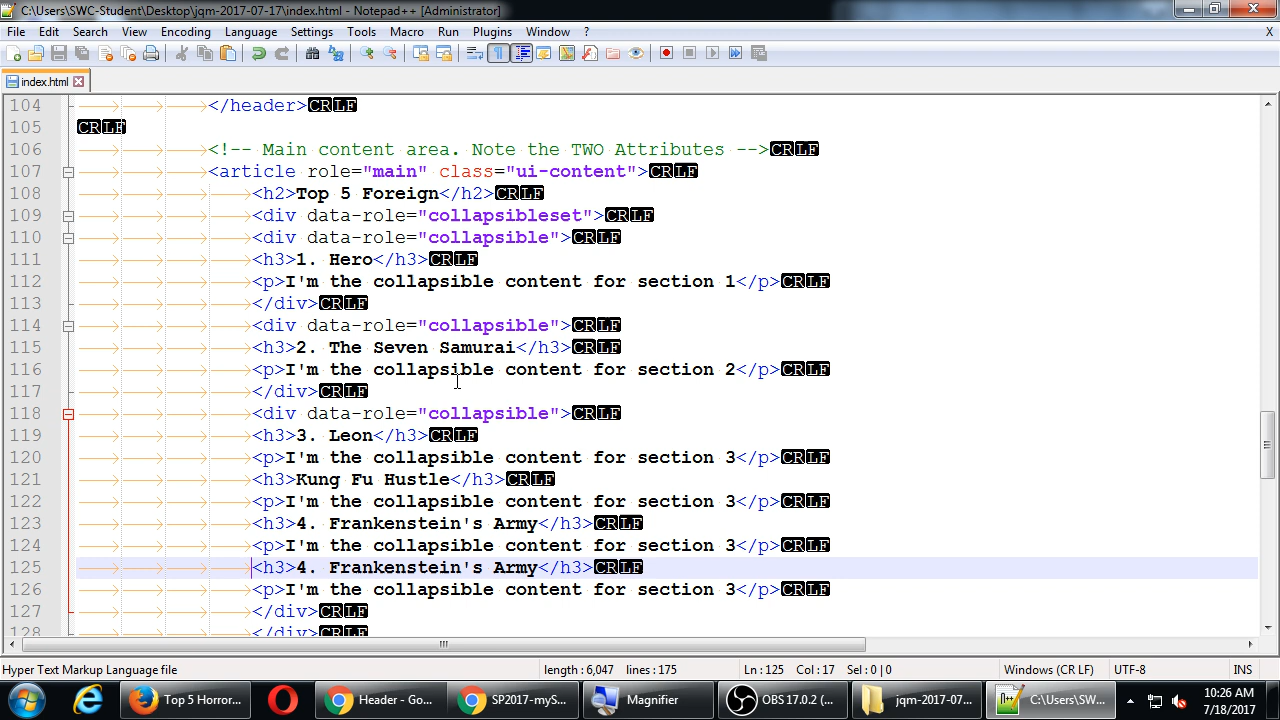 C:\Users\SWC-Student\Desktop\jqm-2017-07-17\index.html - Notepad++ [Administrator]
File Edit Search View Encoding Language Settings Tools Macro Run Plugins Window ? X
index.html
104 </header>CRLF
105 CRLF
106 <!-- Main content area. Note the TWO Attributes -->CRLF
107 <article role="main" class="ui-content">CRLF
108 <h2>Top 5 Foreign</h2>CRLF
109 <div data-role="collapsibleset">CRLF
110 <div data-role="collapsible">CRLF
111 <h3>1. Hero</h3>CRLF
112 <p>I'm the collapsible content for section 1</p>CRLF
113 </div>CRLF
114 <div data-role="collapsible">CRLF
115 <h3>2. The Seven Samurai</h3>CRLF
116 <p>I'm the collapsible content for section 2</p>CRLF
117 </div>CRLF
118 <div data-role="collapsible">CRLF
119 <h3>3. Leon</h3>CRLF
120 <p>I'm the collapsible content for section 3</p>CRLF
121 <h3>Kung Fu Hustle</h3>CRLF
122 <p>I'm the collapsible content for section 3</p>CRLF
123 <h3>4. Frankenstein's Army</h3>CRLF
124 <p>I'm the collapsible content for section 3</p>CRLF
125 <h3>4. Frankenstein's Army</h3>CRLF
126 <p>I'm the collapsible content for section 3</p>CRLF
127 </div>CRLF
128 </div>CRLF
Hyper Text Markup Language file length : 6,047 lines : 175 Ln : 125 Col : 17 Sel : 0 | 0 Windows (CR LF) UTF-8 INS
Top 5 Horror... Header - Go... SP2017-myS... Magnifier OBS 17.0.2 (... jqm-2017-07... C:\Users\SW... 10:26 AM
7/18/2017